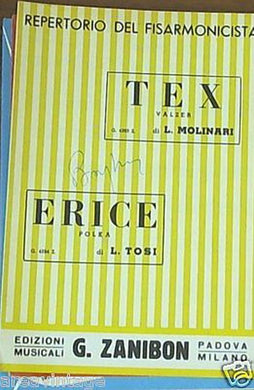 REPERTORIO DEL FISARMONICISTA
TEX
VALZER
di L. MOLINARI
ERICE
POLKA
di L. TOSI
EDIZIONI MUSICALI G. ZANIBON PADOVA MILANO